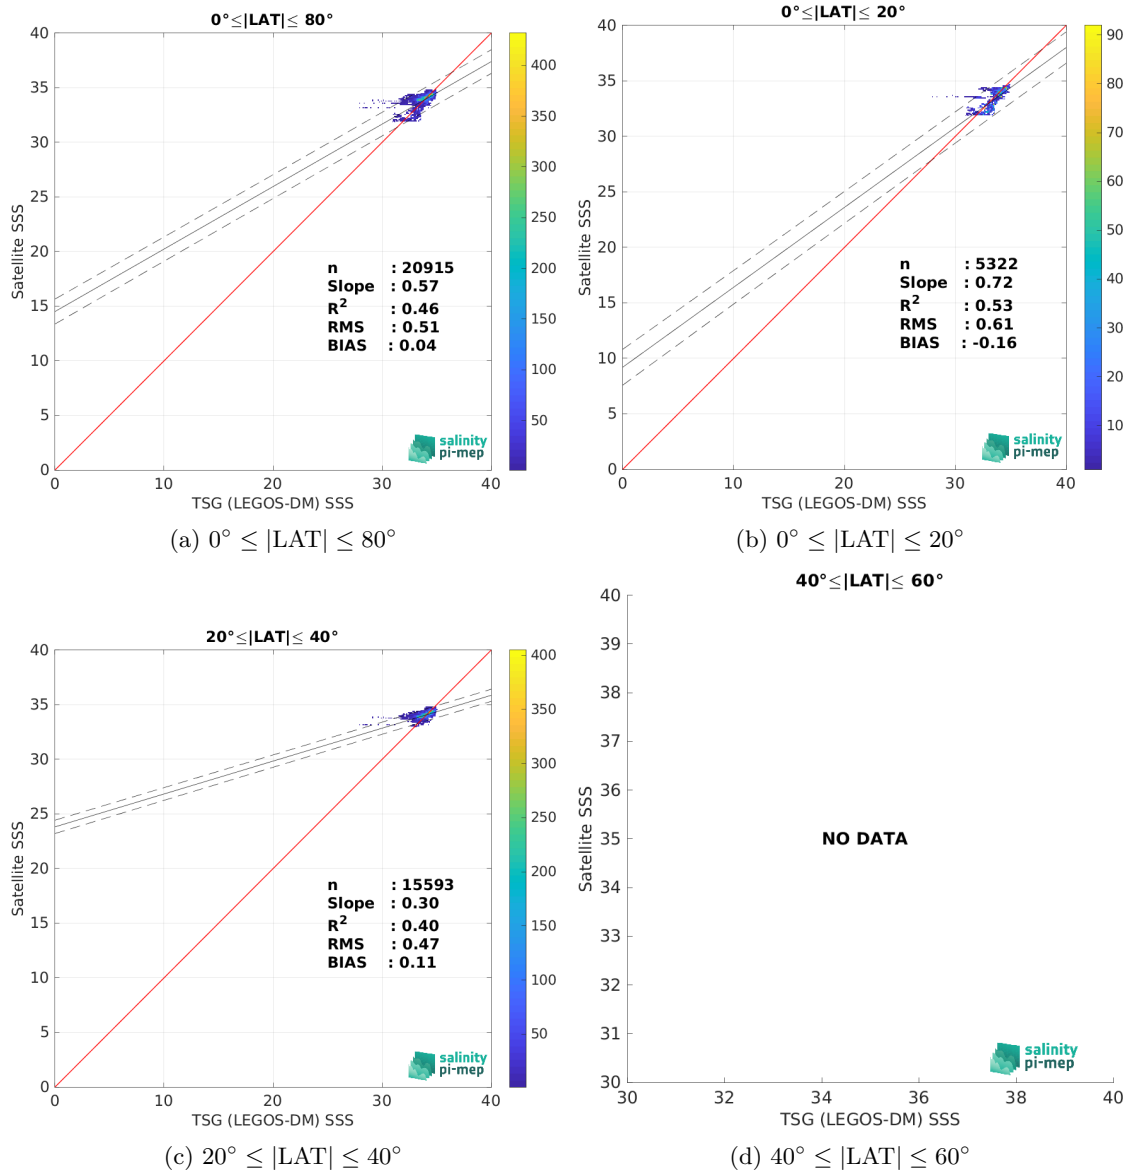 0°≤|LAT|≤ 80°
40
35
30
25
20
15
10
5
0
Satellite SSS
n : 20915
Slope : 0.57
R² : 0.46
RMS : 0.51
BIAS : 0.04
salinity
pi-mep
0 10 20 30 40
TSG (LEGOS-DM) SSS
400
350
300
250
200
150
100
50
(a) 0° ≤ |LAT| ≤ 80°
0°≤|LAT|≤ 20°
40
35
30
25
20
15
10
5
0
Satellite SSS
n : 5322
Slope : 0.72
R² : 0.53
RMS : 0.61
BIAS : -0.16
salinity
pi-mep
0 10 20 30 40
TSG (LEGOS-DM) SSS
90
80
70
60
50
40
30
20
10
(b) 0° ≤ |LAT| ≤ 20°
20°≤|LAT|≤ 40°
40
35
30
25
20
15
10
5
0
Satellite SSS
n : 15593
Slope : 0.30
R² : 0.40
RMS : 0.47
BIAS : 0.11
salinity
pi-mep
0 10 20 30 40
TSG (LEGOS-DM) SSS
400
350
300
250
200
150
100
50
(c) 20° ≤ |LAT| ≤ 40°
40°≤|LAT|≤ 60°
40
39
38
37
36
35
34
33
32
31
30
Satellite SSS
NO DATA
salinity
pi-mep
30 32 34 36 38 40
TSG (LEGOS-DM) SSS
(d) 40° ≤ |LAT| ≤ 60°